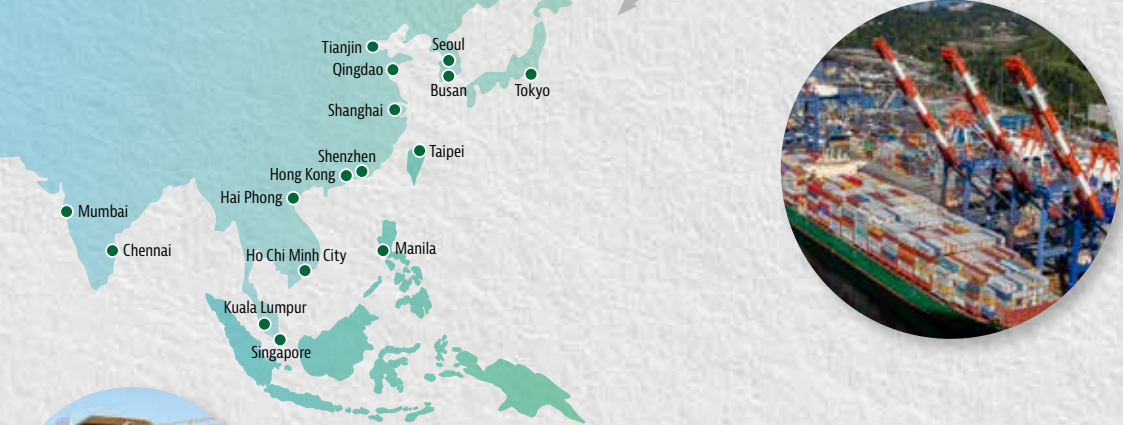 Seoul
Tianjin
Qingdao
Busan
Tokyo
Shanghai
Taipei
Shenzhen
Hong Kong
Hai Phong
Mumbai
Chennai
Manila
Ho Chi Minh City
Kuala Lumpur
Singapore